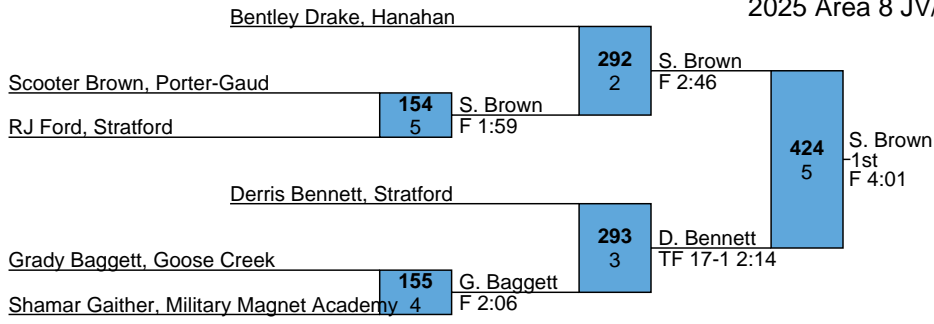 2025 Area 8 JV/
Bentley Drake, Hanahan
292
2
S. Brown
F 2:46
Scooter Brown, Porter-Gaud
154
5
S. Brown
F 1:59
RJ Ford, Stratford
424
5
S. Brown
1st
F 4:01
Derris Bennett, Stratford
293
3
D. Bennett
TF 17-1 2:14
Grady Baggett, Goose Creek
155
4
G. Baggett
F 2:06
Shamar Gaither, Military Magnet Academy